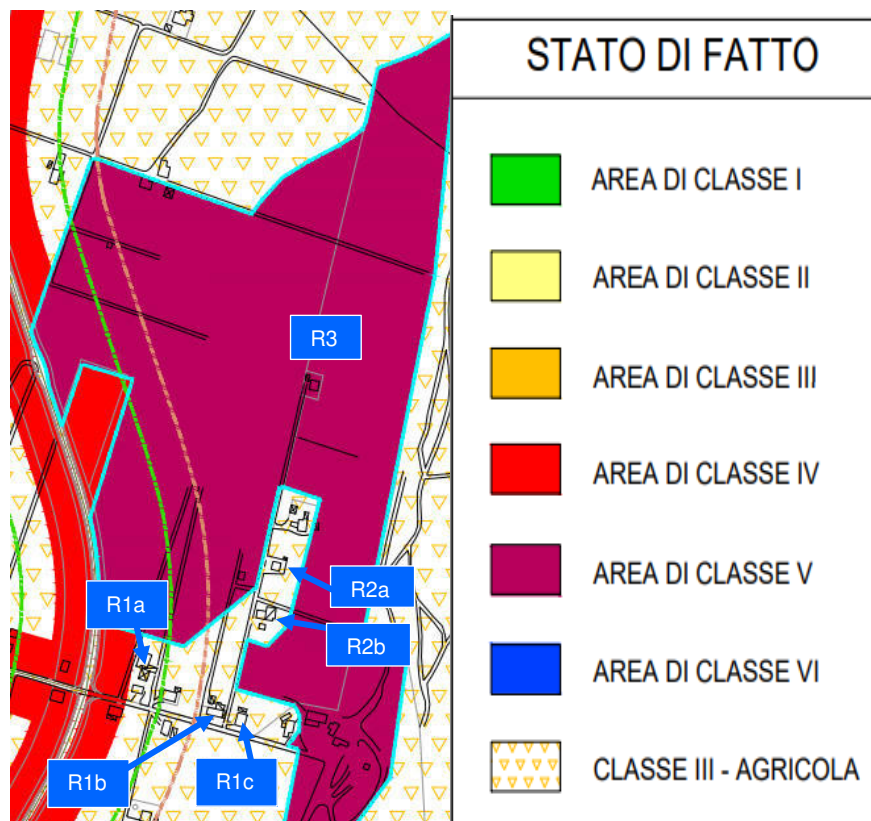 R3
R2a
R1a
R2b
R1b
R1c
STATO DI FATTO
AREA DI CLASSE I
AREA DI CLASSE II
AREA DI CLASSE III
AREA DI CLASSE IV
AREA DI CLASSE V
AREA DI CLASSE VI
CLASSE III - AGRICOLA